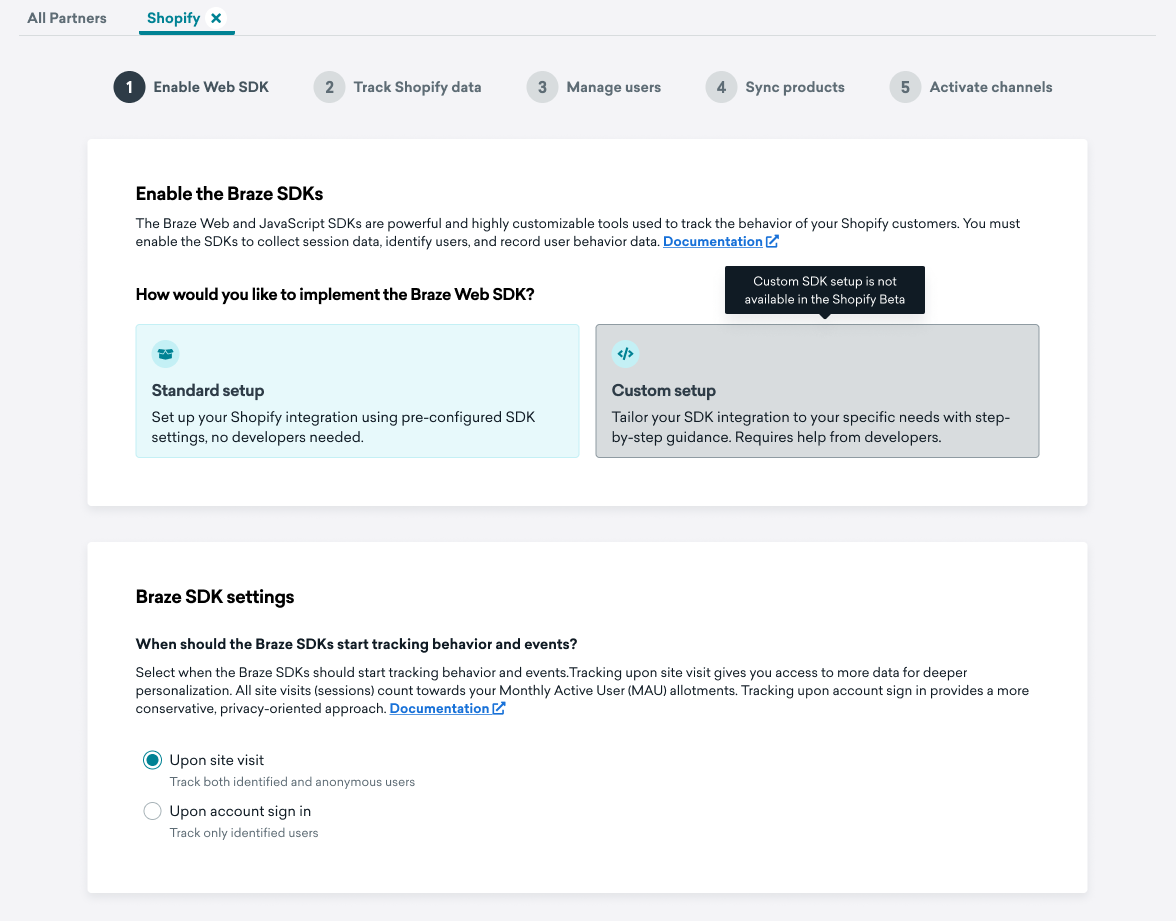 All Partners
Shopify
1 Enable Web SDK
2 Track Shopify data
3 Manage users
4 Sync products
5 Activate channels
Enable the Braze SDKs
The Braze Web and JavaScript SDKs are powerful and highly customizable tools used to track the behavior of your Shopify customers. You must
enable the SDKs to collect session data, identify users, and record user behavior data. Documentation
How would you like to implement the Braze Web SDK?
Custom SDK setup is not
available in the Shopify Beta
Standard setup
Set up your Shopify integration using pre-configured SDK
settings, no developers needed.
Custom setup
Tailor your SDK integration to your specific needs with step-
by-step guidance. Requires help from developers.
Braze SDK settings
When should the Braze SDKs start tracking behavior and events?
Select when the Braze SDKs should start tracking behavior and events.Tracking upon site visit gives you access to more data for deeper
personalization. All site visits (sessions) count towards your Monthly Active User (MAU) allotments. Tracking upon account sign in provides a more
conservative, privacy-oriented approach. Documentation
Upon site visit
Track both identified and anonymous users
Upon account sign in
Track only identified users